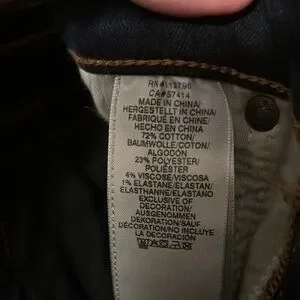 RN#112790
CA#57414
MADE IN CHINA/
HERGESTELLT IN CHINA/
FABRIQUÉ EN CHINE/
HECHO EN CHINA
72% COTTON/
BAUMWOLLE/COTON/
ALGODÓN
23% POLYESTER/
POLIÉSTER
4% VISCOSE/VISCOSA
1% ELASTANE/ELASTAN/
ELASTHANNE/ELASTANO
EXCLUSIVE OF
DECORATION/
AUSGENOMMEN
DEKORATION/SAUF
DÉCORATION/NO INCLUYE
LA DECORACIÓN